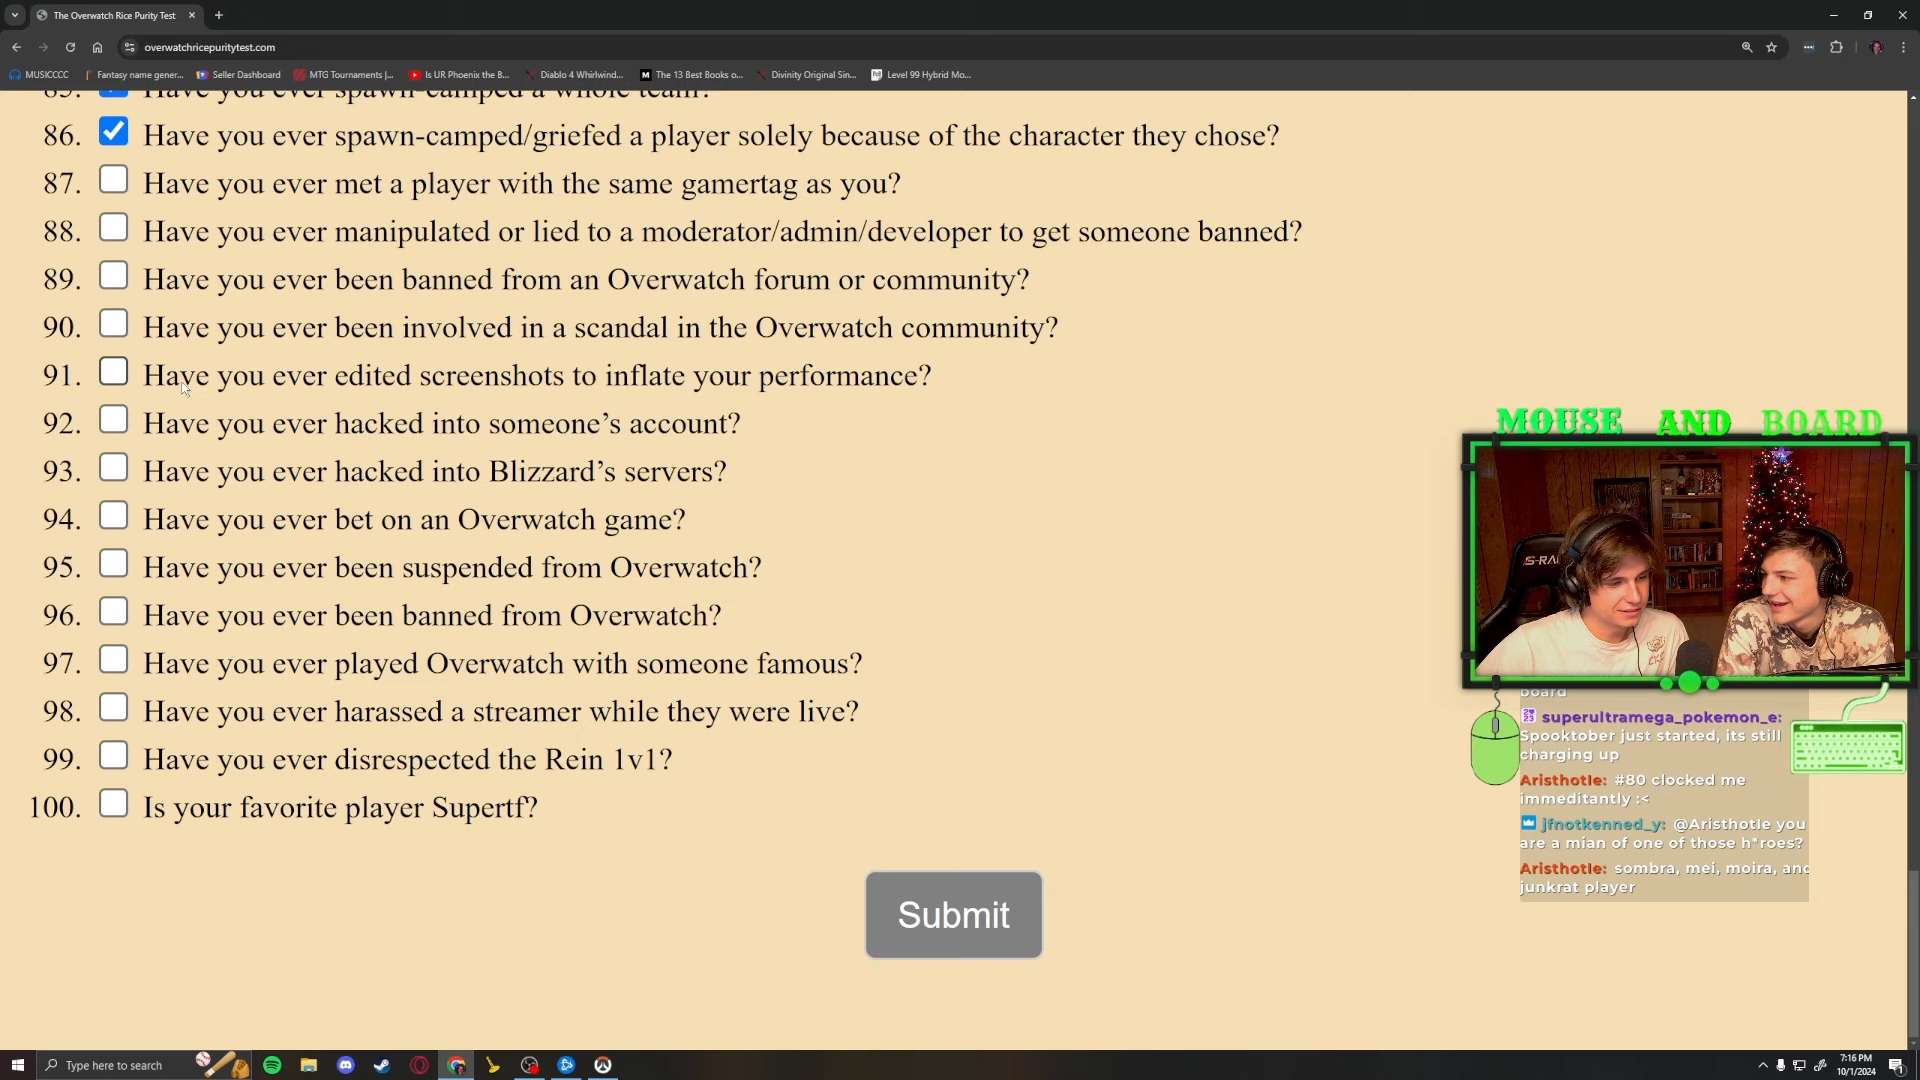 The Overwatch Rice Purity Test
overwatchricepuritytest.com
MUSICCCC
Fantasy name gener...
Seller Dashboard
MTG Tournaments |...
Is UR Phoenix the B...
Diablo 4 Whirlwind...
The 13 Best Books o...
Divinity Original Sin...
Level 99 Hybrid Mo...
85. Have you ever spawn-camped a whole team?
86. Have you ever spawn-camped/griefed a player solely because of the character they chose?
87. Have you ever met a player with the same gamertag as you?
88. Have you ever manipulated or lied to a moderator/admin/developer to get someone banned?
89. Have you ever been banned from an Overwatch forum or community?
90. Have you ever been involved in a scandal in the Overwatch community?
91. Have you ever edited screenshots to inflate your performance?
92. Have you ever hacked into someone’s account?
93. Have you ever hacked into Blizzard’s servers?
94. Have you ever bet on an Overwatch game?
95. Have you ever been suspended from Overwatch?
96. Have you ever been banned from Overwatch?
97. Have you ever played Overwatch with someone famous?
98. Have you ever harassed a streamer while they were live?
99. Have you ever disrespected the Rein 1v1?
100. Is your favorite player Supertf?
Submit
MOUSE AND BOARD
ELVIS
S-RA
board
superultramega_pokemon_e:
Spooktober just started, its still
charging up
Aristhotle: #80 clocked me
immeditantly :<
jfnotkenned_y: @Aristhotle you
are a mian of one of those h*roes?
Aristhotle: sombra, mei, moira, and
junkrat player
Type here to search
7:16 PM
10/1/2024